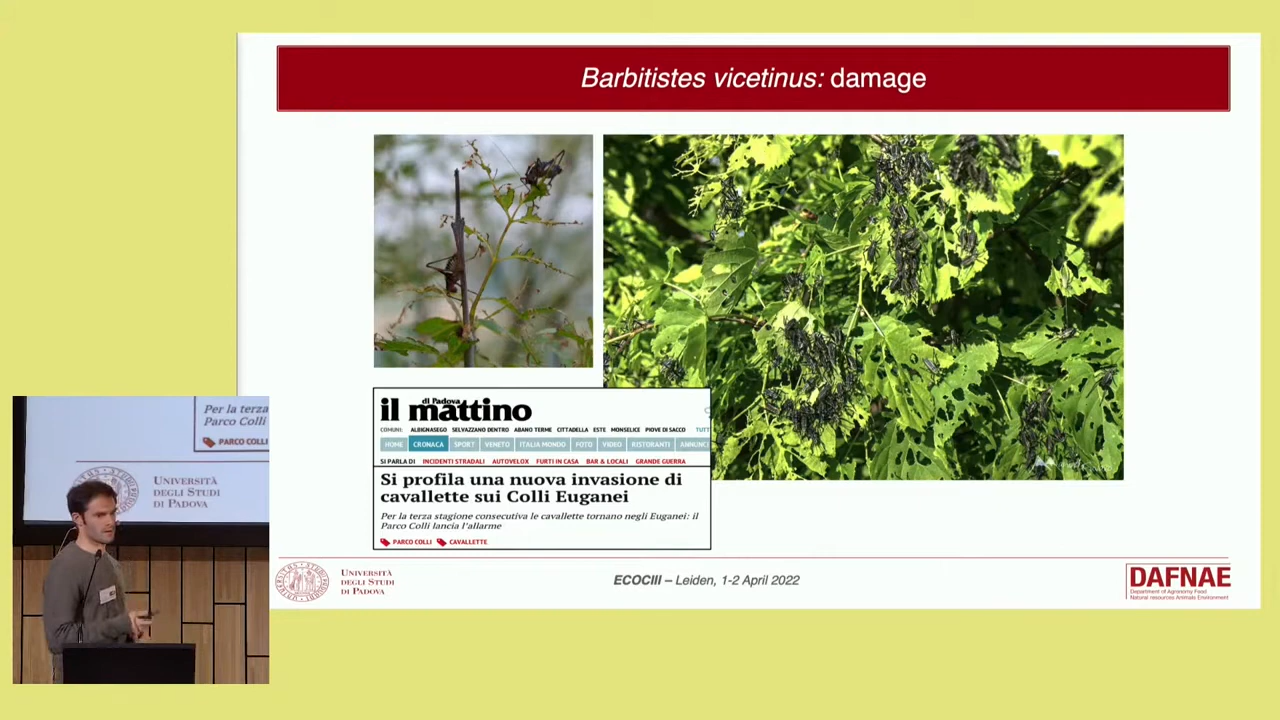 Barbitistes vicetinus: damage
il mattino
di Padova
COMUNI: ALBIGNASEGO SELVAZZANO DENTRO ABANO TERME CITTADELLA ESTE MONSELICE PIOVE DI SACCO TUTT
HOME CRONACA SPORT VENETO ITALIA MONDO FOTO VIDEO RISTORANTI ANNUNCI
SI PARLA DI INCIDENTI STRADALI AUTOVELOX FURTI IN CASA BAR & LOCALI GRANDE GUERRA
Si profila una nuova invasione di
cavallette sui Colli Euganei
Per la terza stagione consecutiva le cavallette tornano negli Euganei: il
Parco Colli lancia l'allarme
PARCO COLLI CAVALLETTE
Per la terza
Parco Colli
PARCO COLLI
UNIVERSITÀ
DEGLI STUDI
DI PADOVA
UNIVERSITÀ
DEGLI STUDI
DI PADOVA
ECOCIII – Leiden, 1-2 April 2022
DAFNAE
Department of Agronomy Food
Natural resources Animals Environment